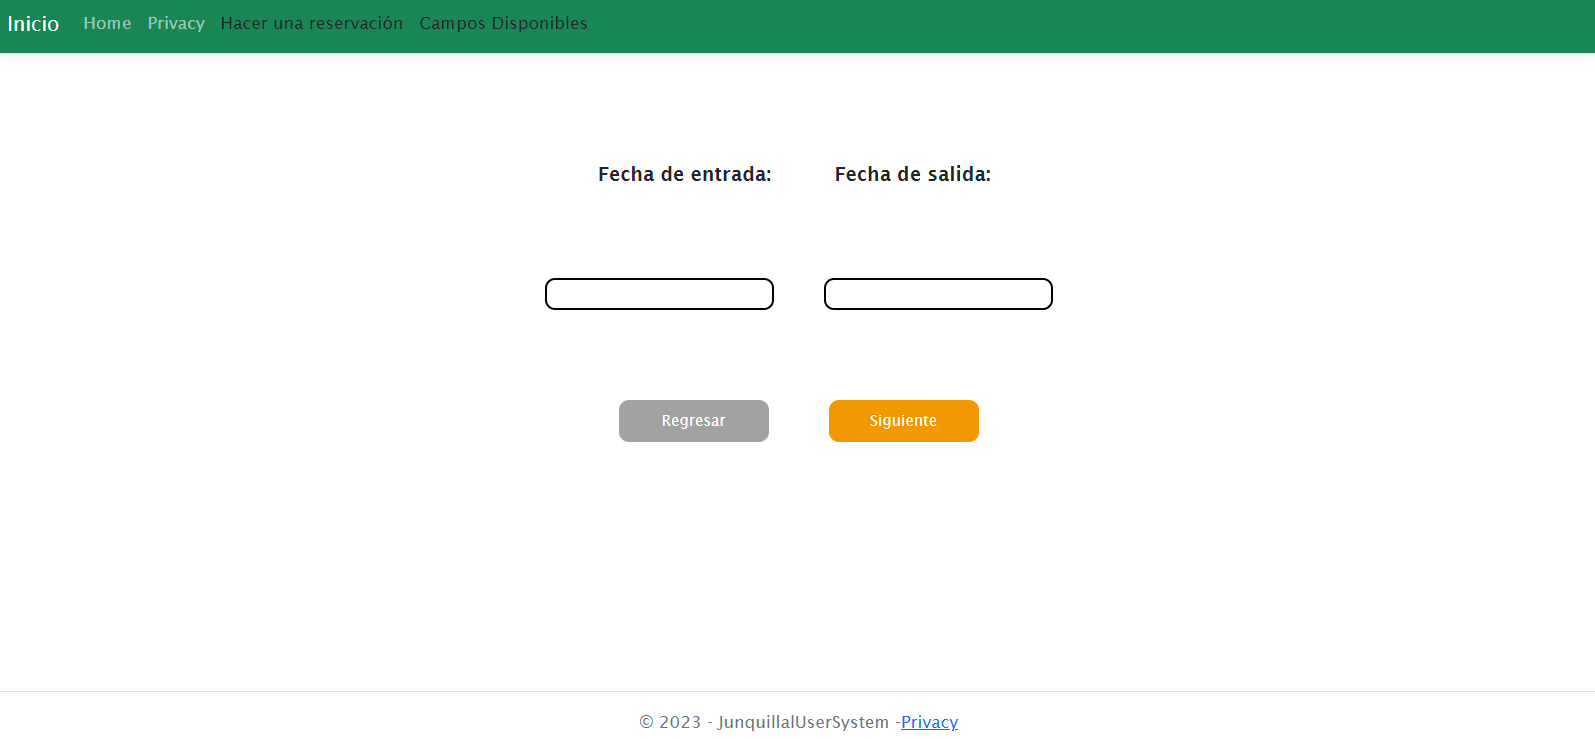 Inicio Home Privacy Hacer una reservación Campos Disponibles
Fecha de entrada: Fecha de salida:
Regresar Siguiente
© 2023 - JunquillalUserSystem -Privacy